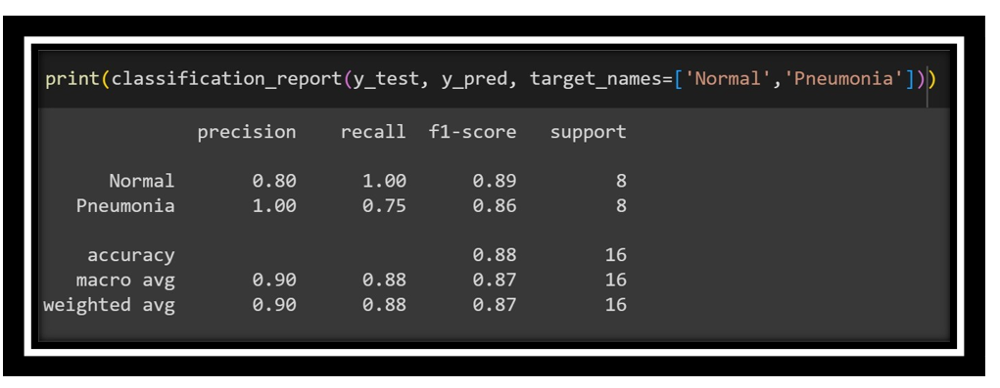 print(classification_report(y_test, y_pred, target_names=['Normal','Pneumonia']))
precision recall f1-score support
Normal 0.80 1.00 0.89 8
Pneumonia 1.00 0.75 0.86 8
accuracy 0.88 16
macro avg 0.90 0.88 0.87 16
weighted avg 0.90 0.88 0.87 16